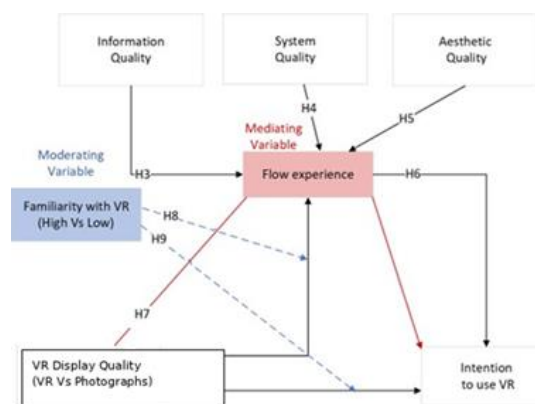 Information
Quality
System
Quality
Aesthetic
Quality
H4
H5
Mediating
Variable
Moderating
Variable
H3
Flow experience
H6
Familiarity with VR
(High Vs Low)
H8
H9
H7
VR Display Quality
(VR Vs Photographs)
Intention
to use VR